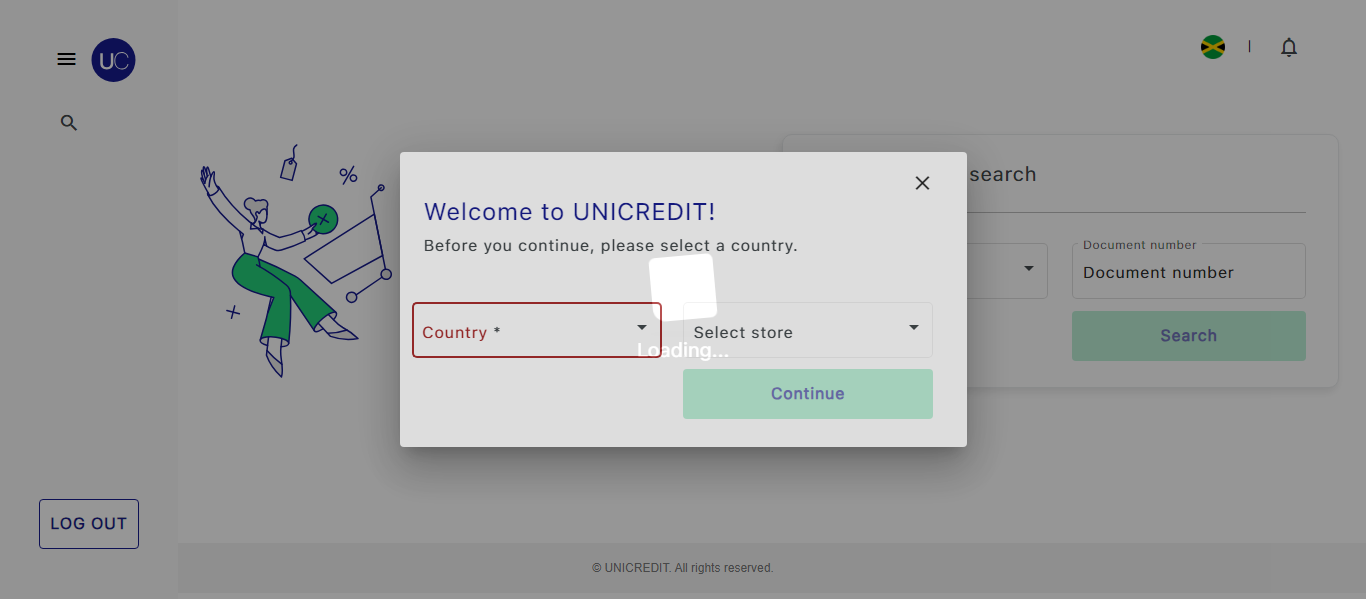 UC
search
Welcome to UNICREDIT!
Before you continue, please select a country.
Document number
Document number
Country *
Select store
Loading...
Search
Continue
LOG OUT
© UNICREDIT. All rights reserved.